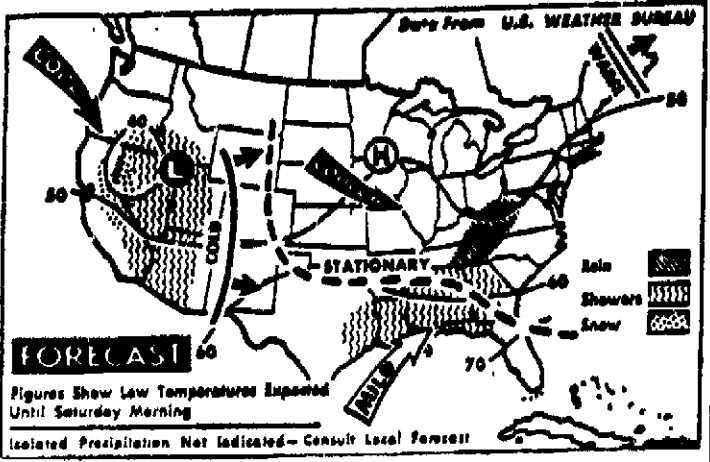 Data From U.S. WEATHER BUREAU
WARM
50
COLD
60
L
H
50
COLD
STATIONARY
Rain
60
Showers
Snow
FORECAST
60
70
MILD
Figures Show Low Temperatures Expected
Until Saturday Morning
Isolated Precipitation Not Indicated — Consult Local Forecast